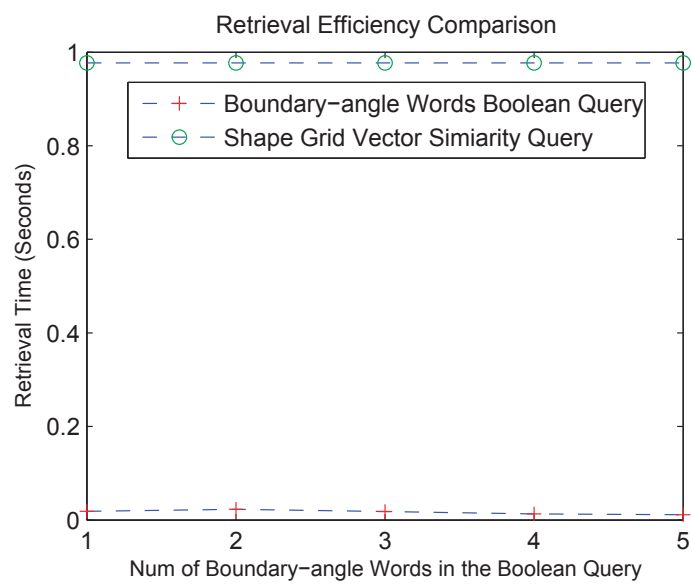 Retrieval Efficiency Comparison
1
0.8
0.6
0.4
0.2
0
Retrieval Time (Seconds)
Boundary−angle Words Boolean Query
Shape Grid Vector Simiarity Query
1 2 3 4 5
Num of Boundary−angle Words in the Boolean Query